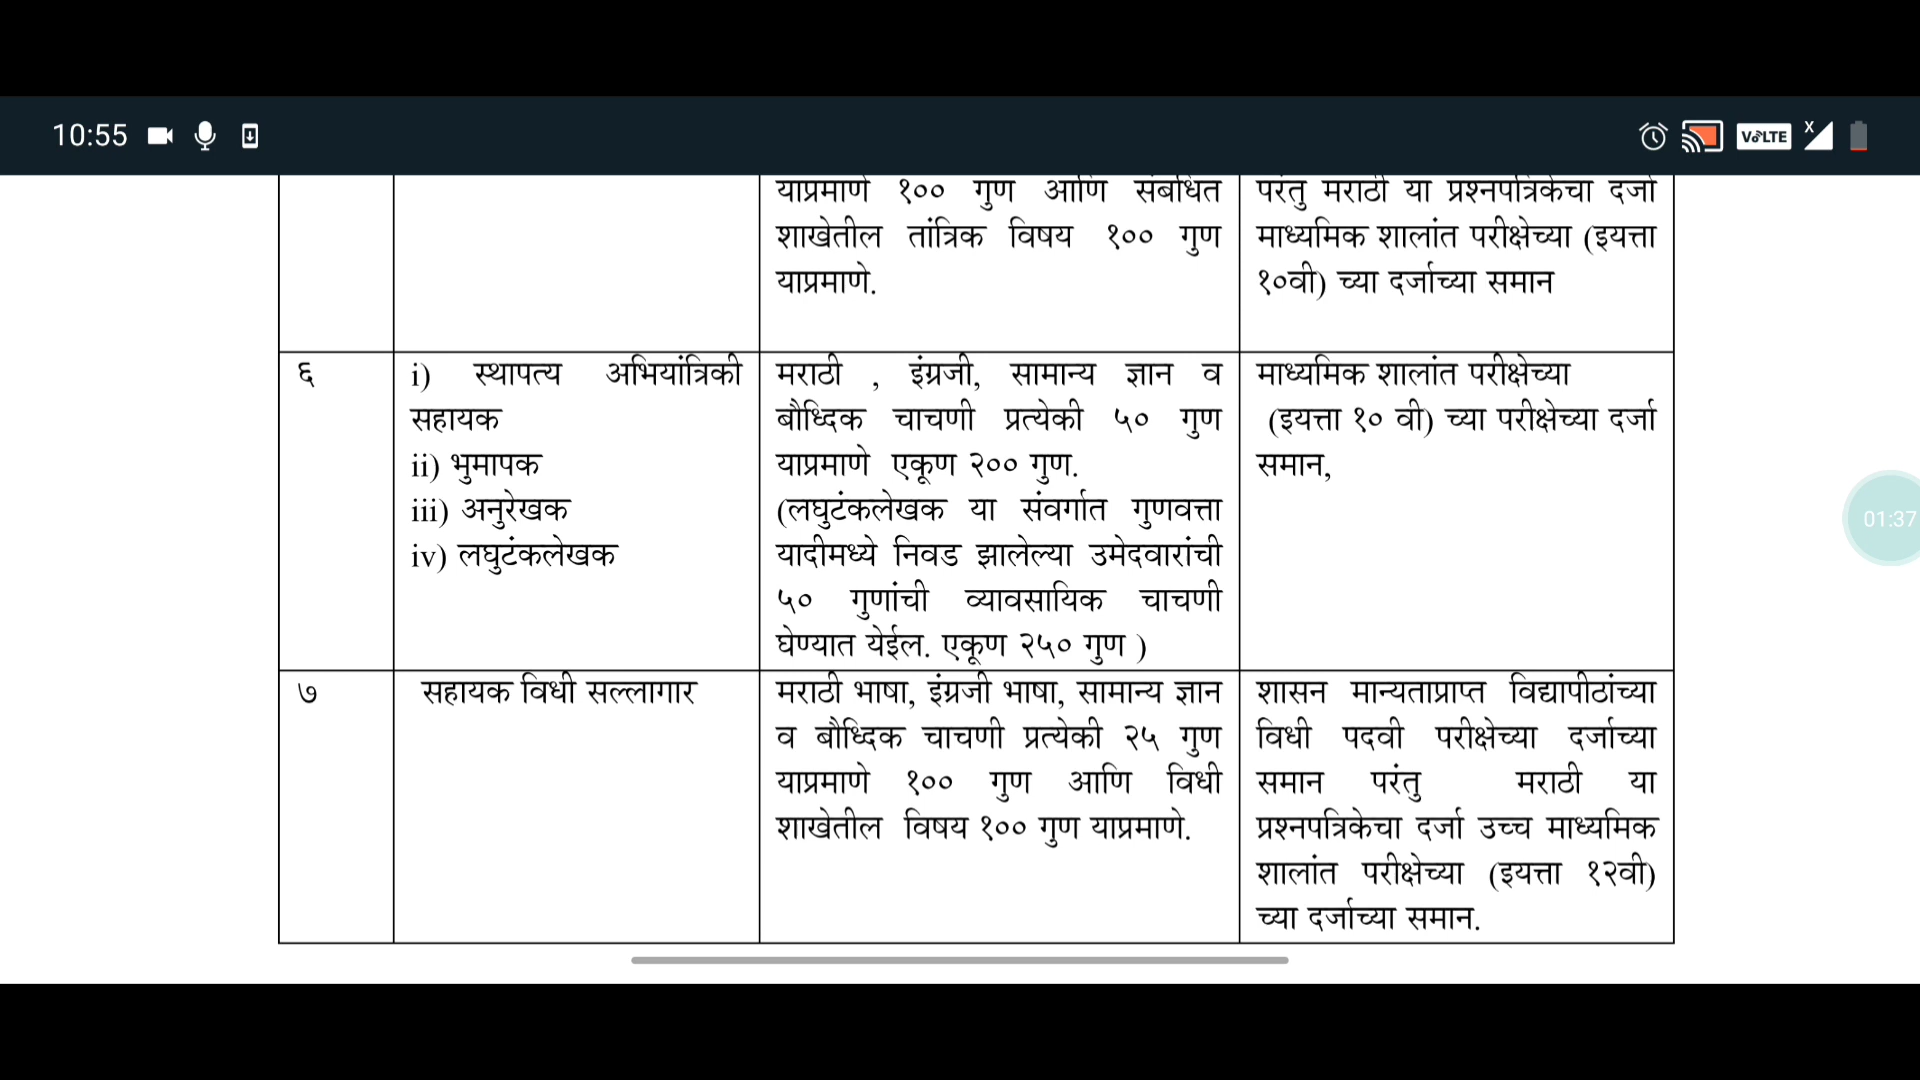 10:55
VoLTE
याप्रमाणे १०० गुण आणि संबंधित
शाखेतील तांत्रिक विषय १०० गुण
याप्रमाणे.
परंतु मराठी या प्रश्नपत्रिकेचा दर्जा
माध्यमिक शालांत परीक्षेच्या (इयत्ता
१०वी) च्या दर्जाच्या समान
६
i) स्थापत्य अभियांत्रिकी
सहायक
ii) भुमापक
iii) अनुरेखक
iv) लघुटंकलेखक
मराठी , इंग्रजी, सामान्य ज्ञान व
बौध्दिक चाचणी प्रत्येकी ५० गुण
याप्रमाणे एकूण २०० गुण.
(लघुटंकलेखक या संवर्गात गुणवत्ता
यादीमध्ये निवड झालेल्या उमेदवारांची
५० गुणांची व्यावसायिक चाचणी
घेण्यात येईल. एकूण २५० गुण )
माध्यमिक शालांत परीक्षेच्या
(इयत्ता १० वी) च्या परीक्षेच्या दर्जा
समान,
01:37
७
सहायक विधी सल्लागार
मराठी भाषा, इंग्रजी भाषा, सामान्य ज्ञान
व बौध्दिक चाचणी प्रत्येकी २५ गुण
याप्रमाणे १०० गुण आणि विधी
शाखेतील विषय १०० गुण याप्रमाणे.
शासन मान्यताप्राप्त विद्यापीठांच्या
विधी पदवी परीक्षेच्या दर्जाच्या
समान परंतु मराठी या
प्रश्नपत्रिकेचा दर्जा उच्च माध्यमिक
शालांत परीक्षेच्या (इयत्ता १२वी)
च्या दर्जाच्या समान.